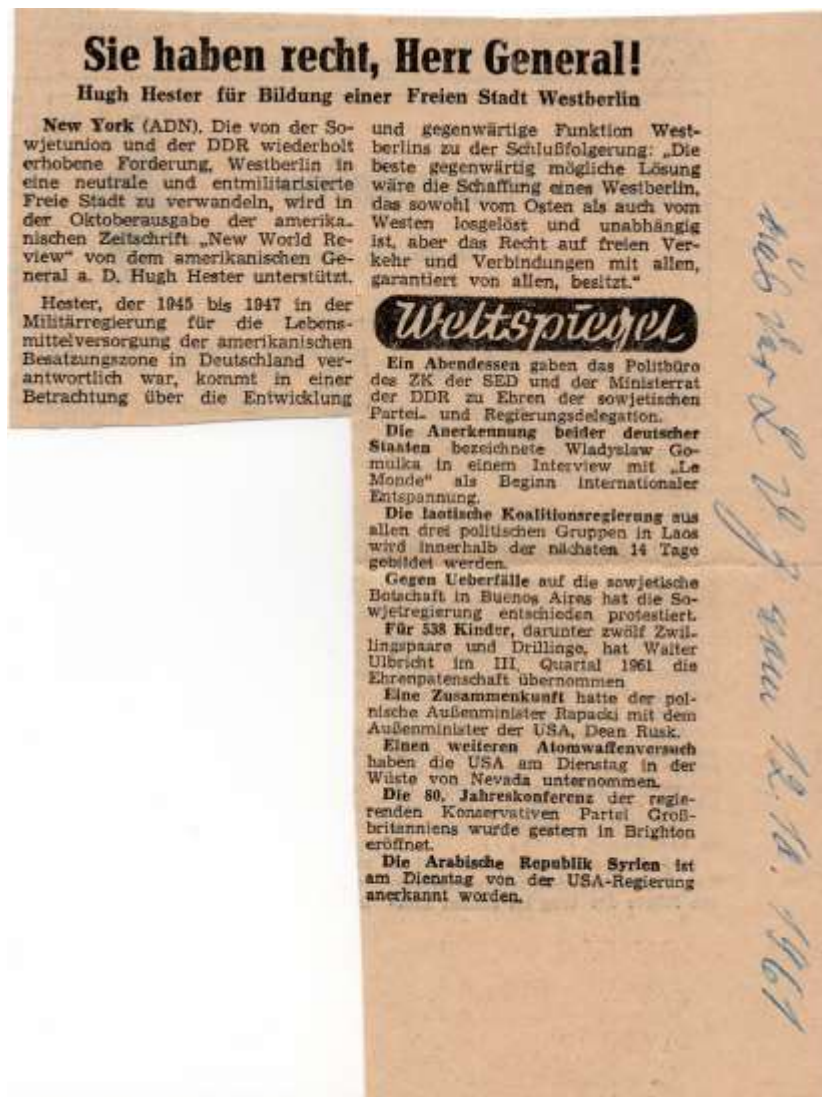 Sie haben recht, Herr General!
Hugh Hester für Bildung einer Freien Stadt Westberlin
New York (ADN). Die von der So-
wjetunion und der DDR wiederholt
erhobene Forderung, Westberlin in
eine neutrale und entmilitarisierte
Freie Stadt zu verwandeln, wird in
der Oktoberausgabe der amerika-
nischen Zeitschrift „New World Re-
view“ von dem amerikanischen Ge-
neral a. D. Hugh Hester unterstützt.
Hester, der 1945 bis 1947 in der
Militärregierung für die Lebens-
mittelversorgung der amerikanischen
Besatzungszone in Deutschland ver-
antwortlich war, kommt in einer
Betrachtung über die Entwicklung
und gegenwärtige Funktion West-
berlins zu der Schlußfolgerung: „Die
beste gegenwärtig mögliche Lösung
wäre die Schaffung eines Westberlin,
das sowohl vom Osten als auch vom
Westen losgelöst und unabhängig
ist, aber das Recht auf freien Ver-
kehr und Verbindungen mit allen,
garantiert von allen, besitzt.“
Weltspiegel
Ein Abendessen gaben das Politbüro
des ZK der SED und der Ministerrat
der DDR zu Ehren der sowjetischen
Partei- und Regierungsdelegation.
Die Anerkennung beider deutscher
Staaten bezeichnete Wladyslaw Go-
mulka in einem Interview mit „Le
Monde“ als Beginn internationaler
Entspannung.
Die laotische Koalitionsregierung aus
allen drei politischen Gruppen in Laos
wird innerhalb der nächsten 14 Tage
gebildet werden.
Gegen Ueberfälle auf die sowjetische
Botschaft in Buenos Aires hat die So-
wjetregierung entschieden protestiert.
Für 538 Kinder, darunter zwölf Zwil-
lingspaare und Drillinge, hat Walter
Ulbricht im III. Quartal 1961 die
Ehrenpatenschaft übernommen
Eine Zusammenkunft hatte der pol-
nische Außenminister Rapacki mit dem
Außenminister der USA, Dean Rusk.
Einen weiteren Atomwaffenversuch
haben die USA am Dienstag in der
Wüste von Nevada unternommen.
Die 80. Jahreskonferenz der regie-
renden Konservativen Partei Groß-
britanniens wurde gestern in Brighton
eröffnet.
Die Arabische Republik Syrien ist
am Dienstag von der USA-Regierung
anerkannt worden.
vom 12. 10. 1961